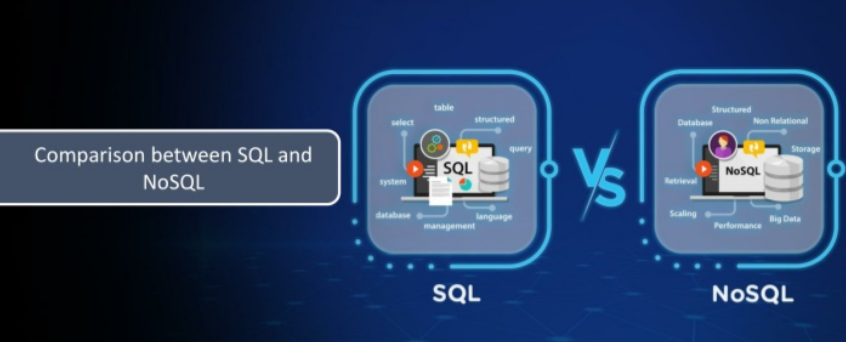 Comparison between SQL and
NoSQL
table
select
structured
query
SQL
system
database
language
management
VS
Structured
Database
Non Relational
Storage
NoSQL
Retrieval
Scaling
Big Data
Performance
SQL
NoSQL